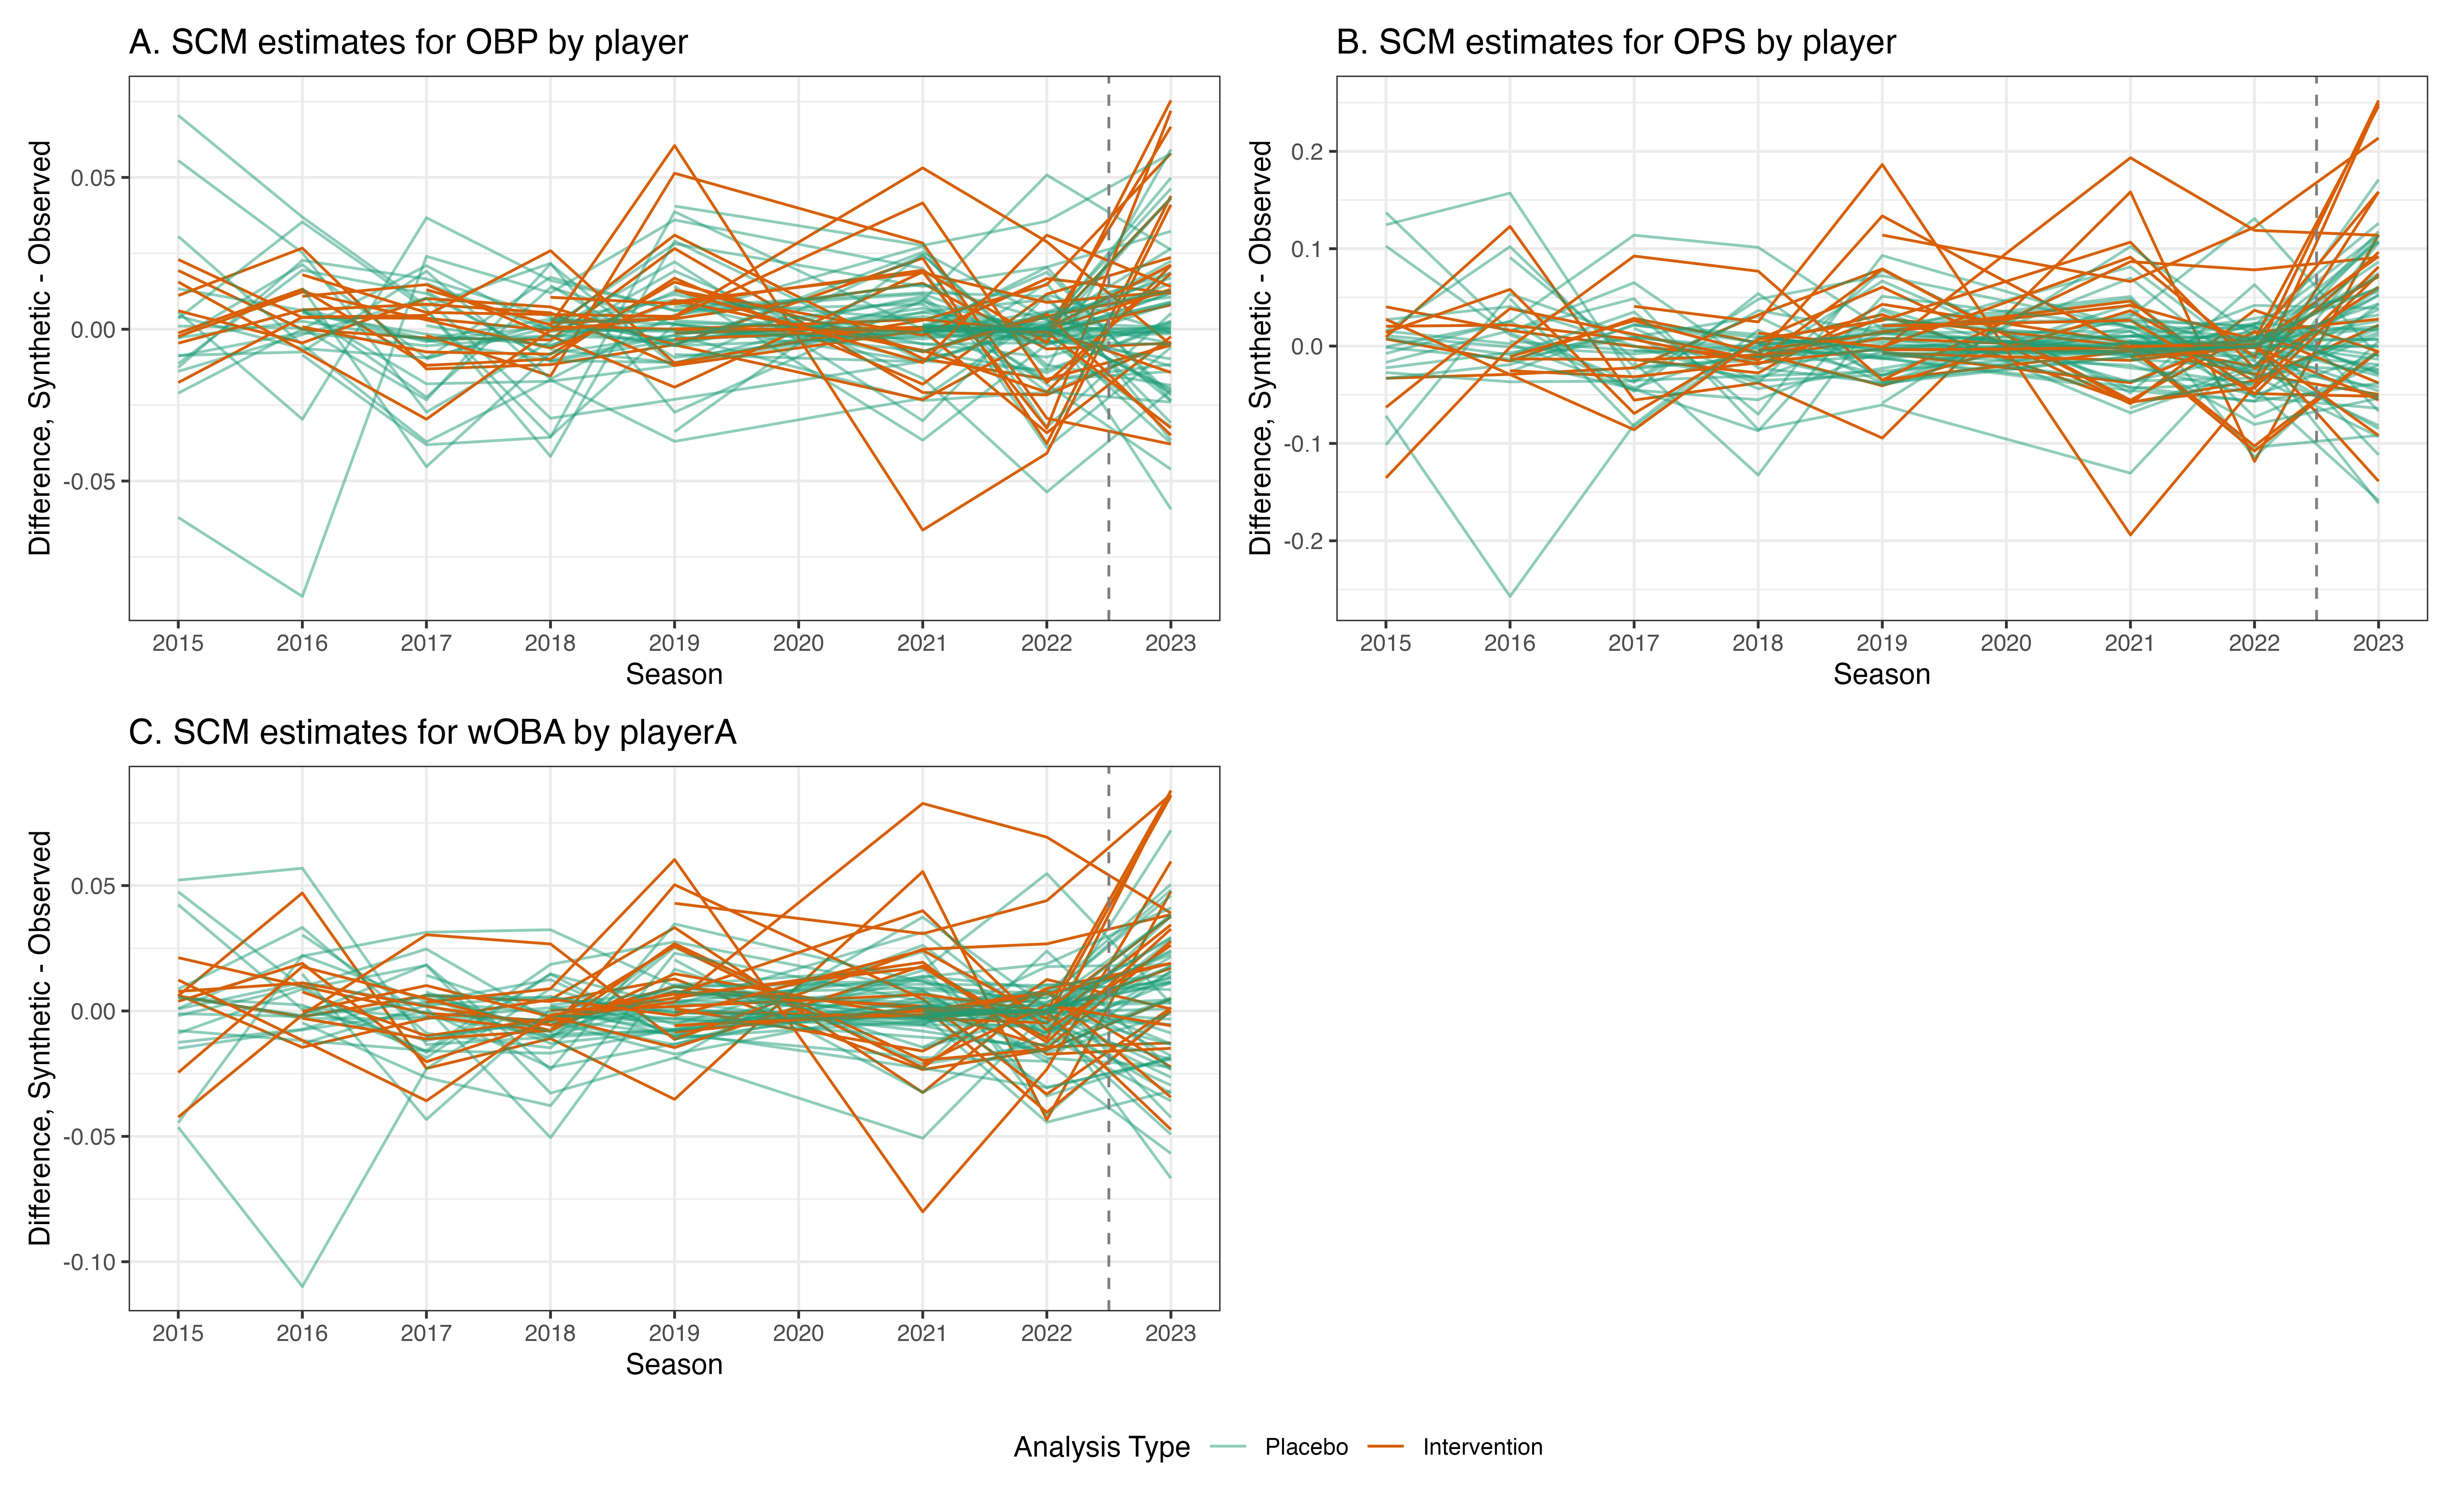 A. SCM estimates for OBP by player
Difference, Synthetic - Observed
0.05
0.00
-0.05
2015 2016 2017 2018 2019 2020 2021 2022 2023
Season
B. SCM estimates for OPS by player
Difference, Synthetic - Observed
0.2
0.1
0.0
-0.1
-0.2
2015 2016 2017 2018 2019 2020 2021 2022 2023
Season
C. SCM estimates for wOBA by playerA
Difference, Synthetic - Observed
0.05
0.00
-0.05
-0.10
2015 2016 2017 2018 2019 2020 2021 2022 2023
Season
Analysis Type Placebo Intervention